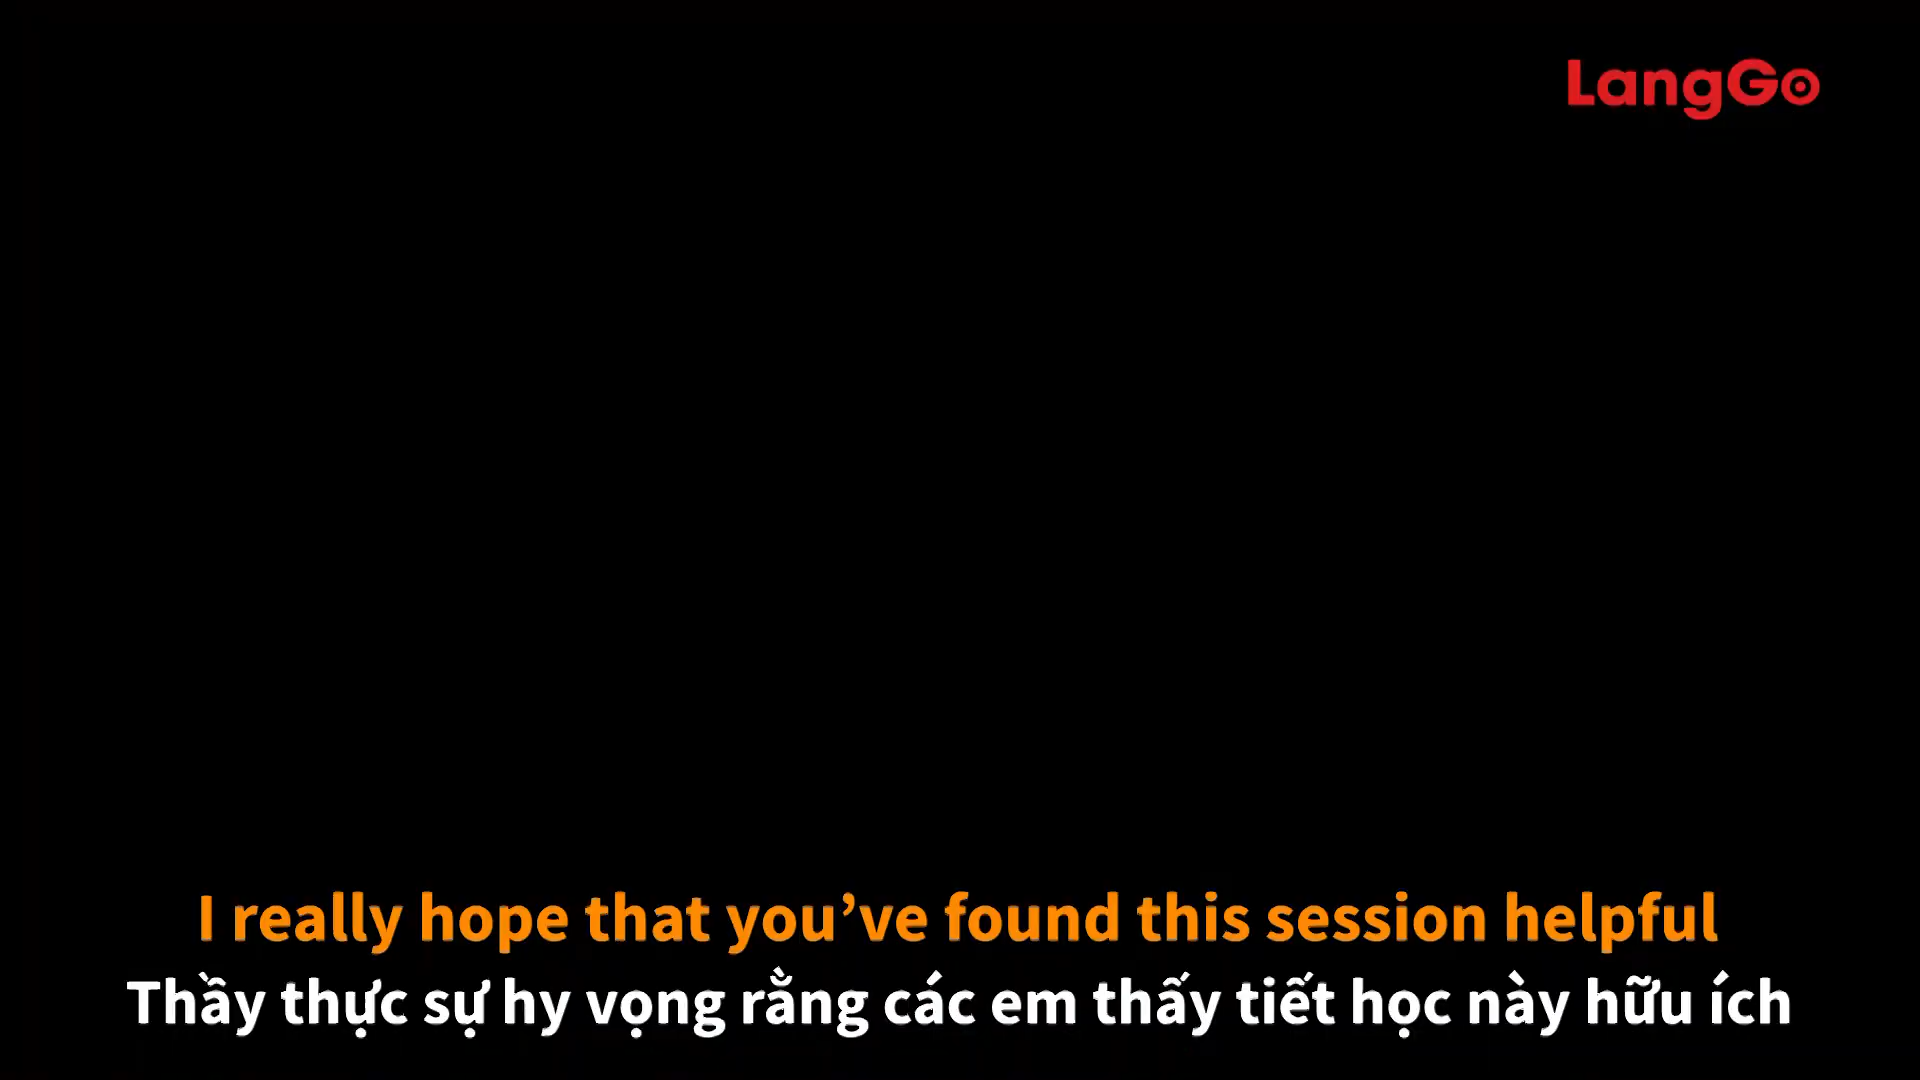 LangGo
I really hope that you’ve found this session helpful
Thầy thực sự hy vọng rằng các em thấy tiết học này hữu ích